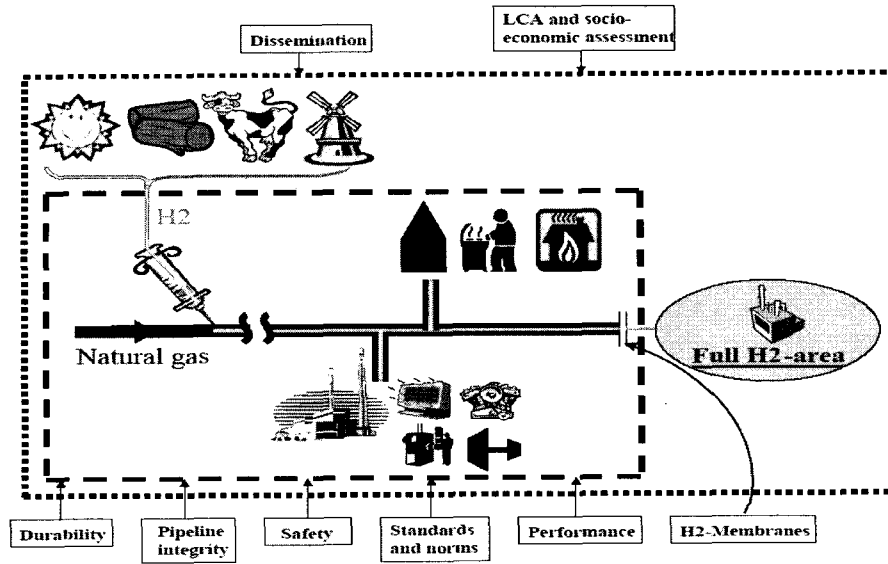 Dissemination
LCA and socio-
economic assessment
H2
Natural gas
Full H2-area
Durability
Pipeline
integrity
Safety
Standards
and norms
Performance
H2-Membranes